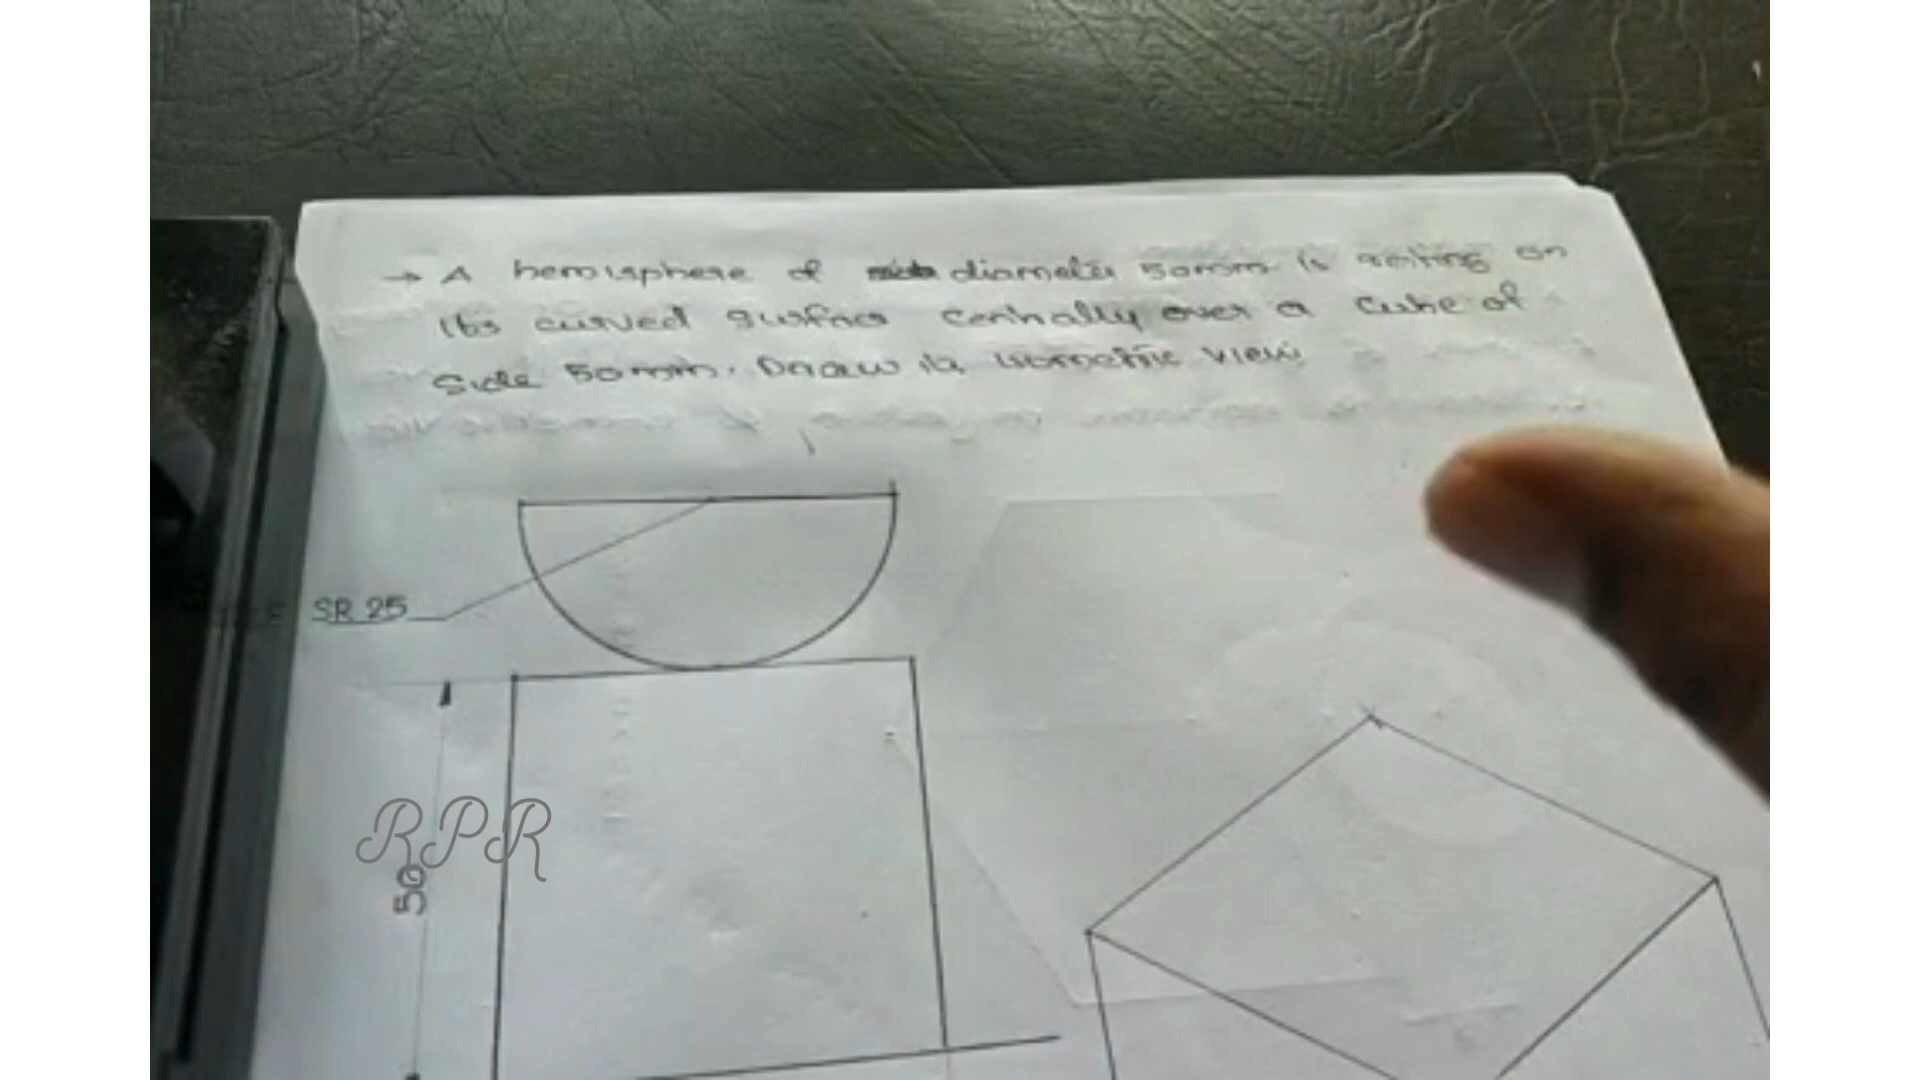 → A hemisphere of diameter 50mm is resting on
its curved surface centrally over a cube of
side 50mm. Draw its isometric view
SR 25
RPR
50